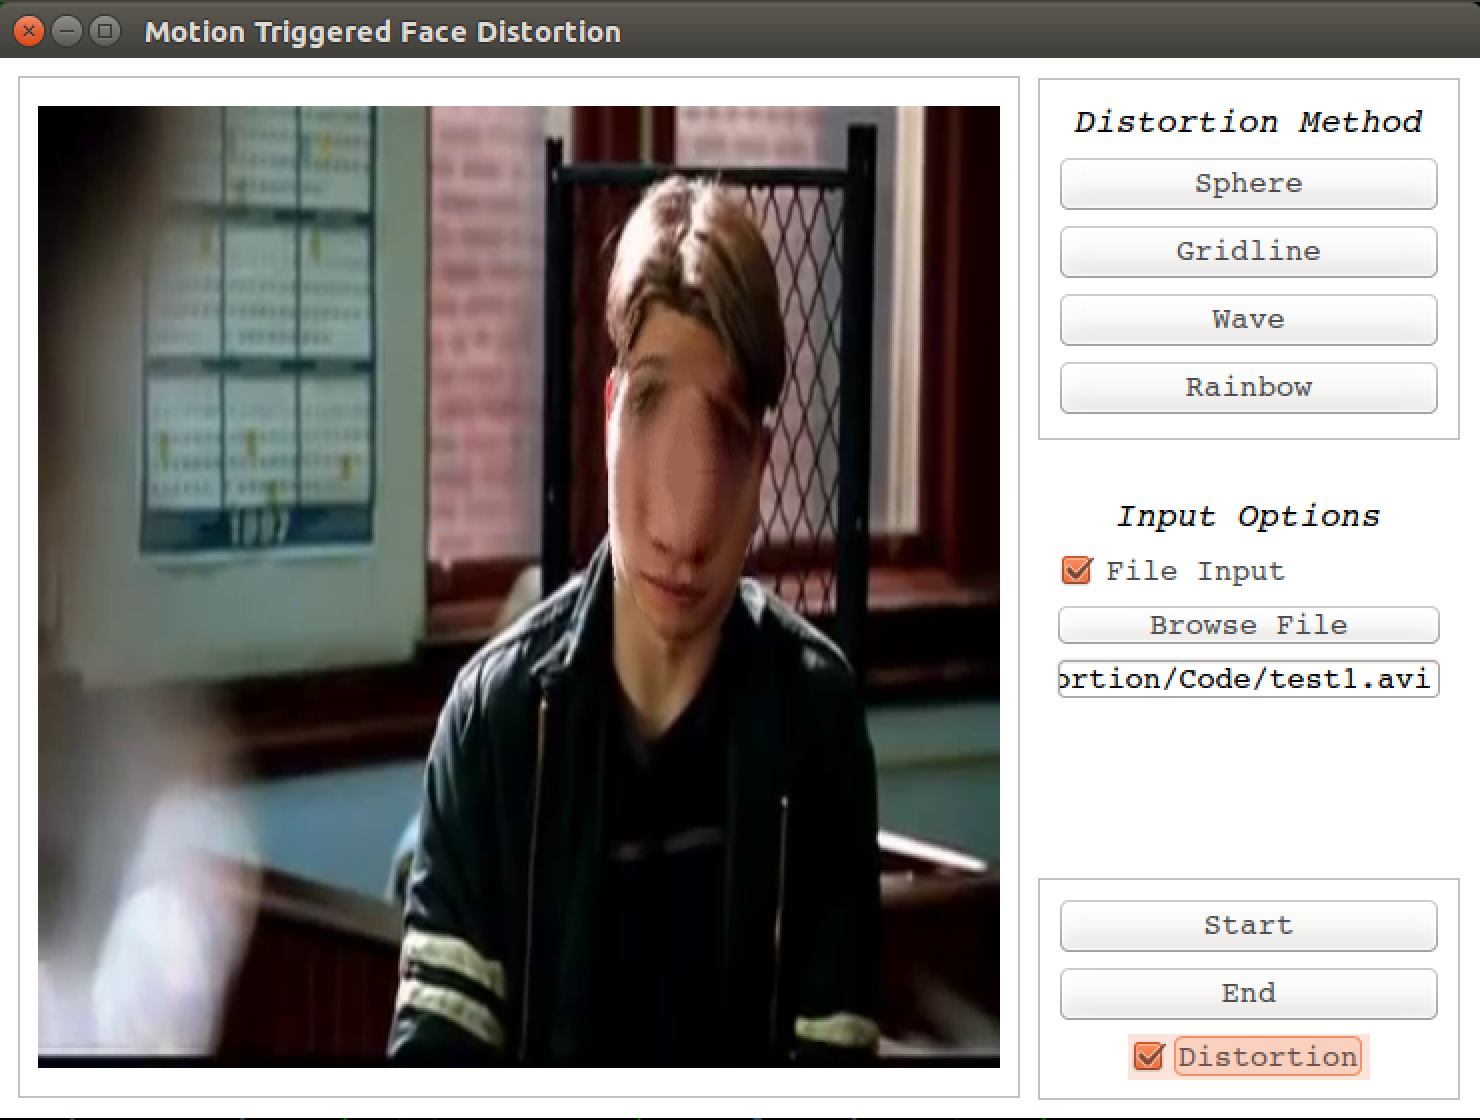 Motion Triggered Face Distortion
Distortion Method
Sphere
Gridline
Wave
Rainbow
Input Options
File Input
Browse File
ortion/Code/test1.avi
Start
End
Distortion